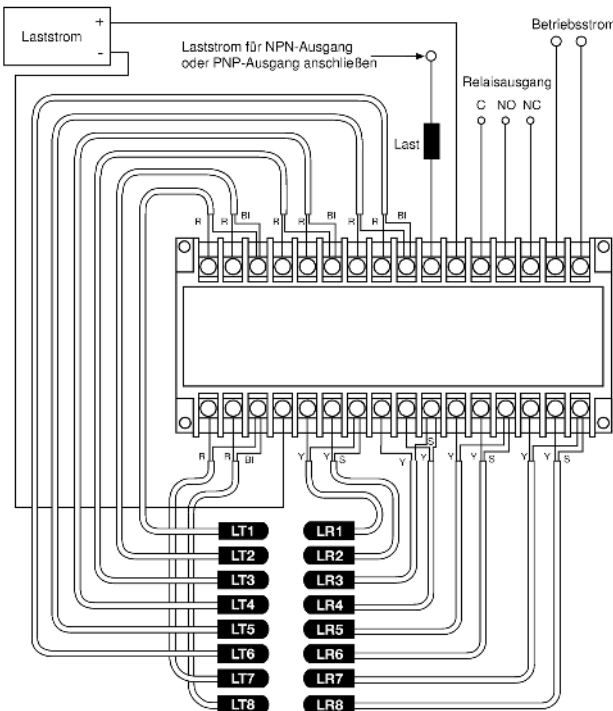 Betriebsstrom
+
Laststrom
-
Laststrom für NPN-Ausgang
oder PNP-Ausgang anschließen
Relaisausgang
C NO NC
Last
R R Bl R R Bl R R Bl
R R Bl Y Y S Y S Y Y Y S Y Y S
LT1 LR1
LT2 LR2
LT3 LR3
LT4 LR4
LT5 LR5
LT6 LR6
LT7 LR7
LT8 LR8